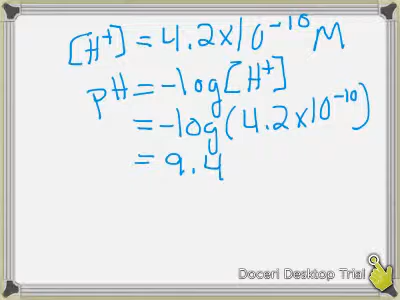 [H⁺] = 4.2x10⁻¹⁰ M
pH = -log[H⁺]
= -log(4.2x10⁻¹⁰)
= 9.4
Doceri Desktop Trial